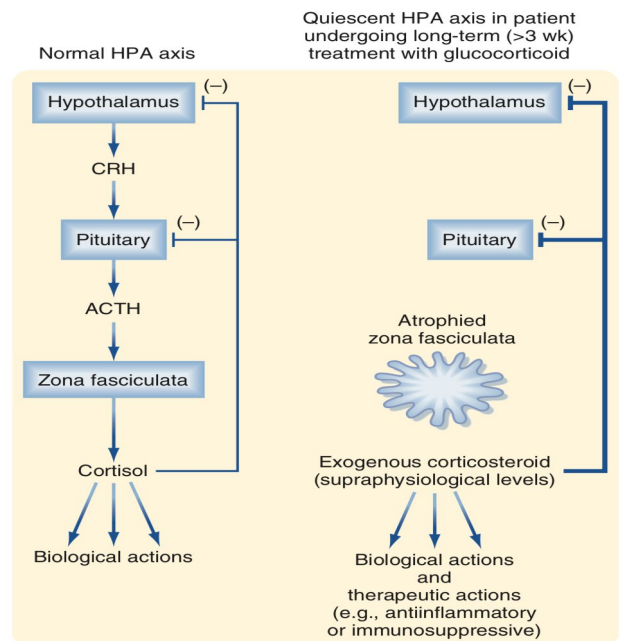 Normal HPA axis
(–)
Hypothalamus
CRH
(–)
Pituitary
ACTH
Zona fasciculata
Cortisol
Biological actions
Quiescent HPA axis in patient
undergoing long-term (>3 wk)
treatment with glucocorticoid
(–)
Hypothalamus
(–)
Pituitary
Atrophied
zona fasciculata
Exogenous corticosteroid
(supraphysiological levels)
Biological actions
and
therapeutic actions
(e.g., antiinflammatory
or immunosuppressive)